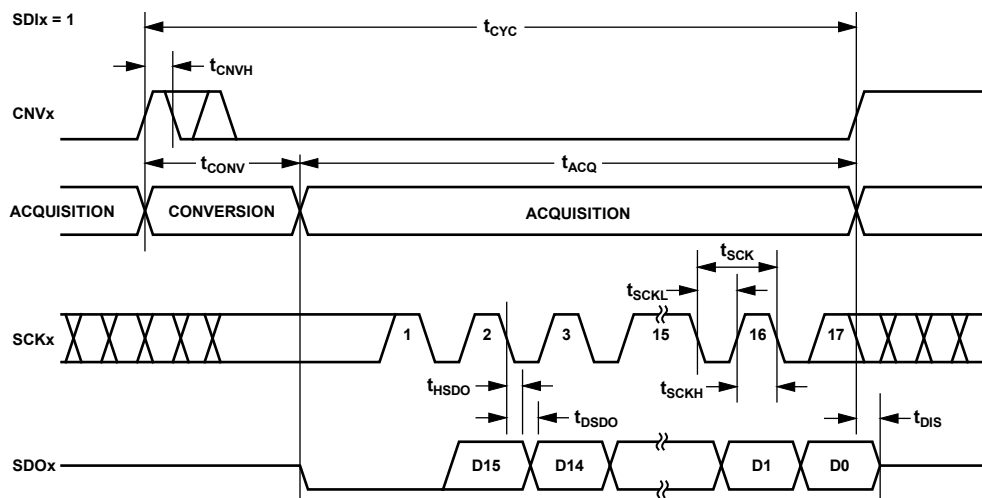 SDIx = 1
tCYC
tCNVH
CNVx
tCONV
tACQ
ACQUISITION
CONVERSION
ACQUISITION
tSCK
tSCKL
SCKx
1
2
3
15
16
17
tHSDO
tSCKH
tDSDO
tDIS
SDOx
D15
D14
D1
D0